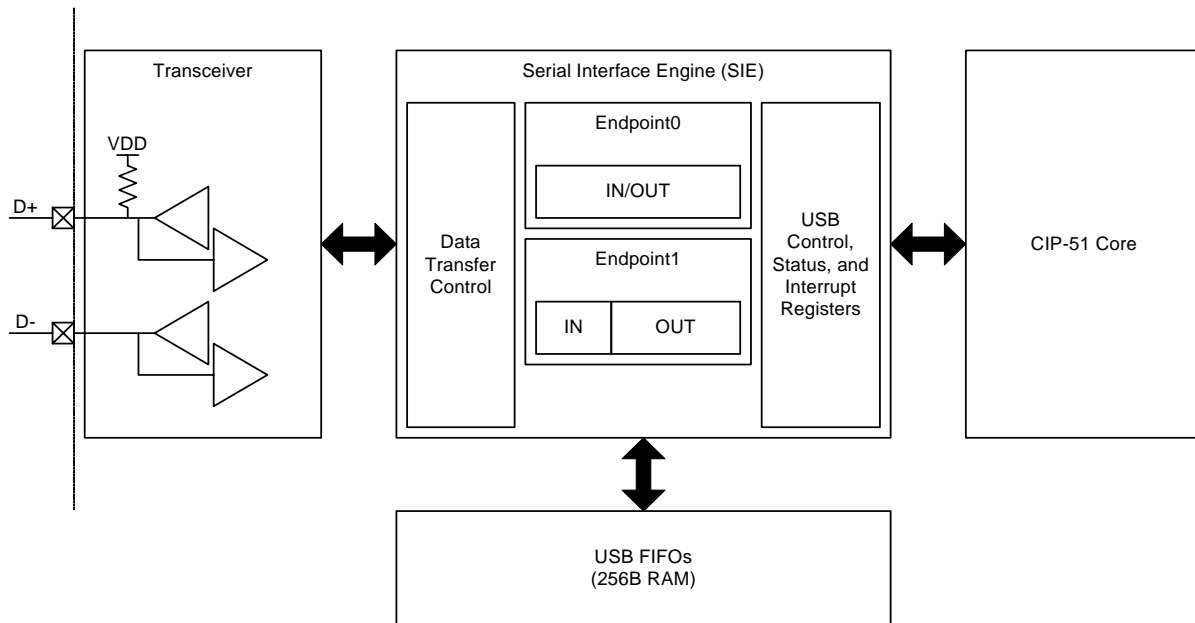 Transceiver
VDD
D+
D-
Serial Interface Engine (SIE)
Data
Transfer
Control
Endpoint0
IN/OUT
Endpoint1
IN
OUT
USB
Control,
Status, and
Interrupt
Registers
CIP-51 Core
USB FIFOs
(256B RAM)